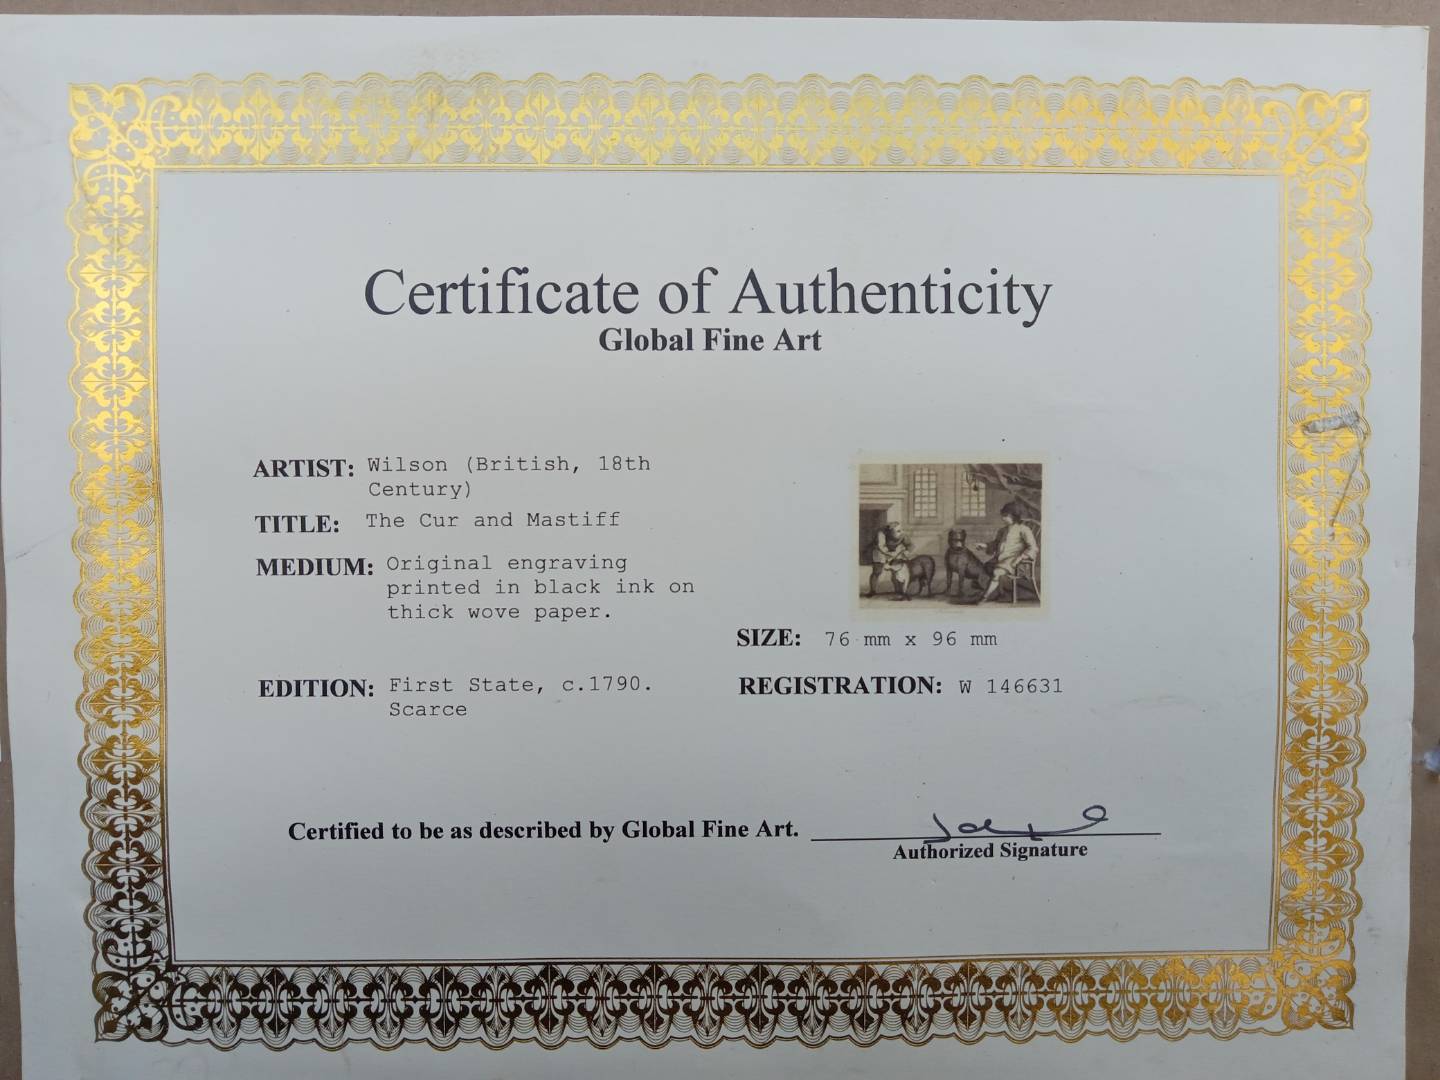 Certificate of Authenticity
Global Fine Art
ARTIST: Wilson (British, 18th
Century)
TITLE: The Cur and Mastiff
MEDIUM: Original engraving
printed in black ink on
thick wove paper.
SIZE: 76 mm x 96 mm
EDITION: First State, c.1790.
Scarce
REGISTRATION: W 146631
Certified to be as described by Global Fine Art.
Authorized Signature